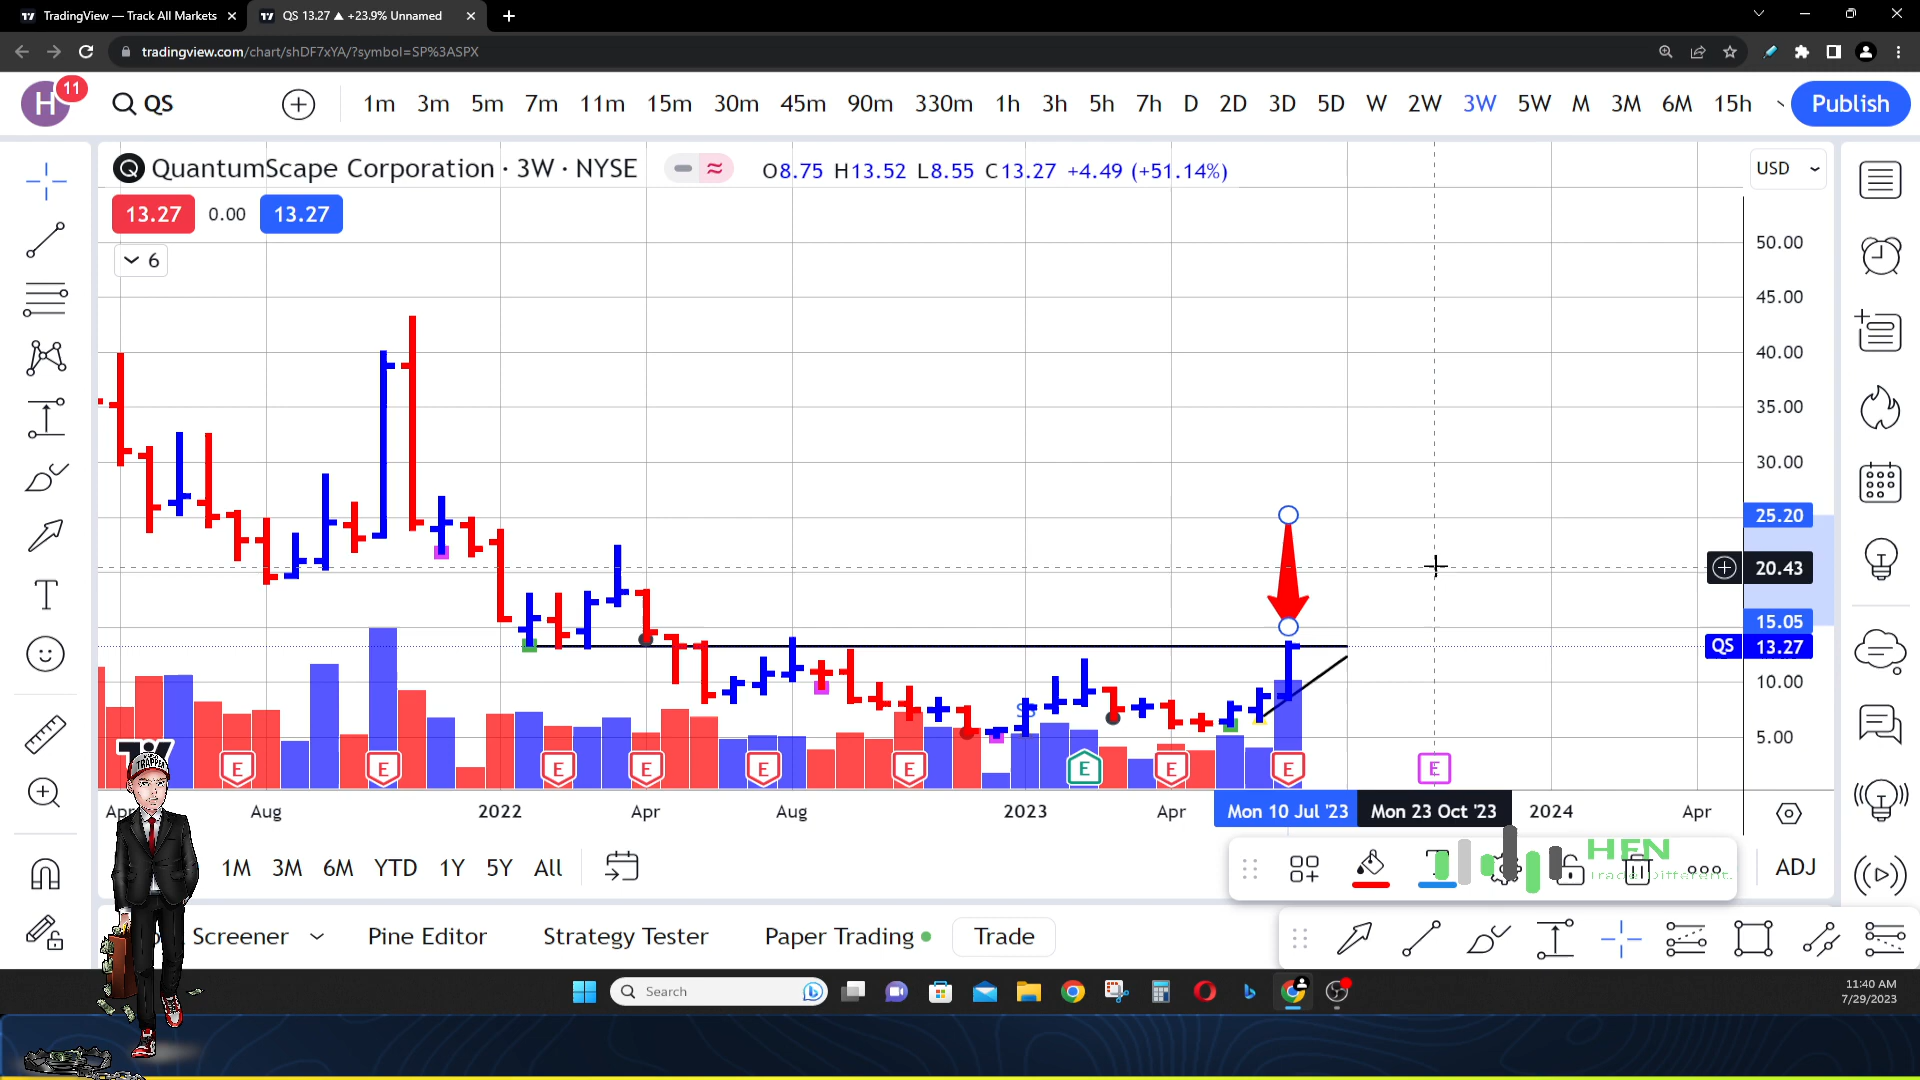 TradingView — Track All Markets
QS 13.27 ▲ +23.9% Unnamed
tradingview.com/chart/shDF7xYA/?symbol=SP%3ASPX
H
11
QS
1m 3m 5m 7m 11m 15m 30m 45m 90m 330m 1h 3h 5h 7h D 2D 3D 5D W 2W 3W 5W M 3M 6M 15h
Publish
QuantumScape Corporation · 3W · NYSE
O8.75 H13.52 L8.55 C13.27 +4.49 (+51.14%)
USD
13.27 0.00 13.27
6
50.00
45.00
40.00
35.00
30.00
25.20
20.43
15.05
QS 13.27
10.00
5.00
E E E E E E E E E E
TRAPPER
Apr Aug 2022 Apr Aug 2023 Apr Mon 10 Jul '23 Mon 23 Oct '23 2024 Apr
1M 3M 6M YTD 1Y 5Y All
HFN
Trade Different.
ADJ
Screener Pine Editor Strategy Tester Paper Trading Trade
Search
11:40 AM
7/29/2023